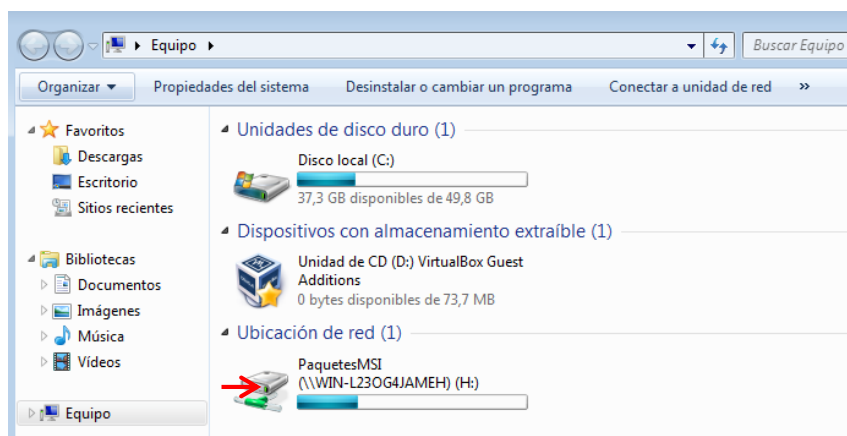 Equipo
Buscar Equipo
Organizar Propiedades del sistema Desinstalar o cambiar un programa Conectar a unidad de red »
Favoritos
Descargas
Escritorio
Sitios recientes
Bibliotecas
Documentos
Imágenes
Música
Vídeos
Equipo
Unidades de disco duro (1)
Disco local (C:)
37,3 GB disponibles de 49,8 GB
Dispositivos con almacenamiento extraíble (1)
Unidad de CD (D:) VirtualBox Guest
Additions
0 bytes disponibles de 73,7 MB
Ubicación de red (1)
PaquetesMSI
(\\WIN-L23OG4JAMEH) (H:)